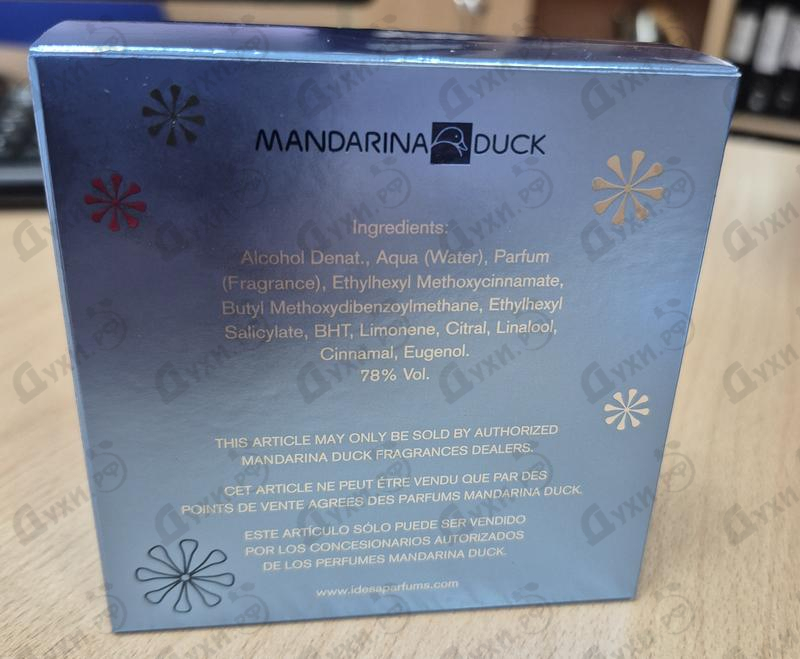 MANDARINA DUCK
Ingredients:
Alcohol Denat., Aqua (Water), Parfum
(Fragrance), Ethylhexyl Methoxycinnamate,
Butyl Methoxydibenzoylmethane, Ethylhexyl
Salicylate, BHT, Limonene, Citral, Linalool,
Cinnamal, Eugenol.
78% Vol.
THIS ARTICLE MAY ONLY BE SOLD BY AUTHORIZED
MANDARINA DUCK FRAGRANCES DEALERS.
CET ARTICLE NE PEUT ÉTRE VENDU QUE PAR DES
POINTS DE VENTE AGREES DES PARFUMS MANDARINA DUCK.
ESTE ARTÍCULO SÓLO PUEDE SER VENDIDO
POR LOS CONCESIONARIOS AUTORIZADOS
DE LOS PERFUMES MANDARINA DUCK.
www.idesaparfums.com
Духи.РФ